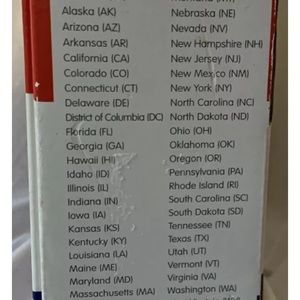 Alaska (AK)
Arizona (AZ)
Arkansas (AR)
California (CA)
Colorado (CO)
Connecticut (CT)
Delaware (DE)
District of Columbia (DC)
Florida (FL)
Georgia (GA)
Hawaii (HI)
Idaho (ID)
Illinois (IL)
Indiana (IN)
Iowa (IA)
Kansas (KS)
Kentucky (KY)
Louisiana (LA)
Maine (ME)
Maryland (MD)
Massachusetts (MA)
Nebraska (NE)
Nevada (NV)
New Hampshire (NH)
New Jersey (NJ)
New Mexico (NM)
New York (NY)
North Carolina (NC)
North Dakota (ND)
Ohio (OH)
Oklahoma (OK)
Oregon (OR)
Pennsylvania (PA)
Rhode Island (RI)
South Carolina (SC)
South Dakota (SD)
Tennessee (TN)
Texas (TX)
Utah (UT)
Vermont (VT)
Virginia (VA)
Washington (WA)